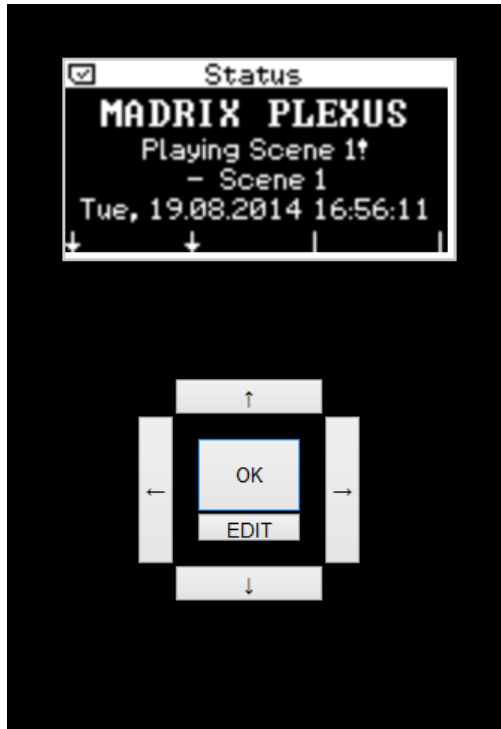 Status
MADRIX PLEXUS
Playing Scene 1!
- Scene 1
Tue, 19.08.2014 16:56:11
↑
← OK →
EDIT
↓